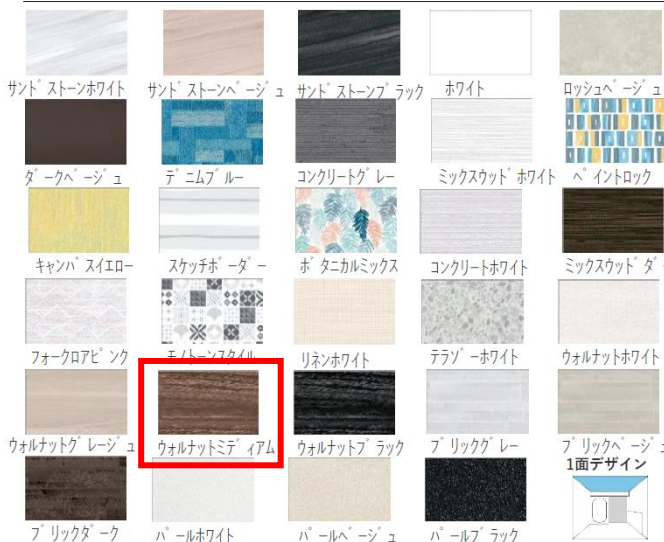 サンドストーンホワイト サンドストーンベージュ サンドストーンブラック ホワイト ロッシュベージュ
ダークベージュ デニムブルー コンクリートグレー ミックスウッドホワイト ペイントロック
キャンバスイエロー スケッチボーダー ボタニカルミックス コンクリートホワイト ミックスウッドダー
フォークロアピンク モノトーンスタイル リネンホワイト テラゾーホワイト ウォルナットホワイト
ウォルナットグレージュ ウォルナットミディアム ウォルナットブラック ブリックグレー ブリックベージュ
1面デザイン
ブリックダーク パールホワイト パールベージュ パールブラック